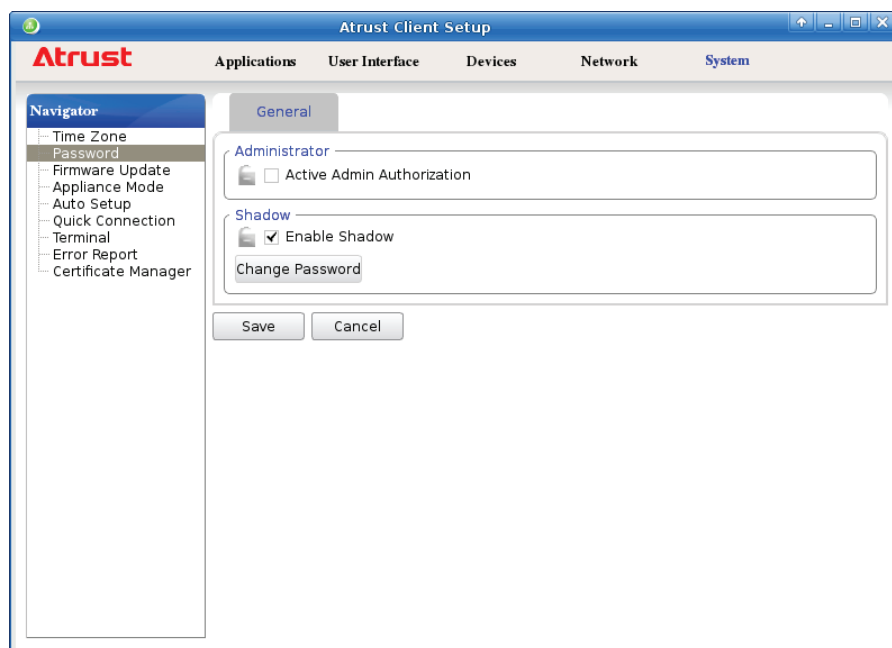 Atrust Client Setup
Atrust
Applications User Interface Devices Network System
Navigator
Time Zone
Password
Firmware Update
Appliance Mode
Auto Setup
Quick Connection
Terminal
Error Report
Certificate Manager
General
Administrator
Active Admin Authorization
Shadow
Enable Shadow
Change Password
Save Cancel